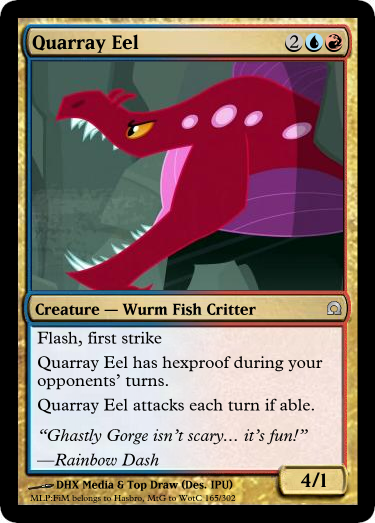 Quarray Eel 2
Creature — Wurm Fish Critter
Flash, first strike
Quarray Eel has hexproof during your
opponents' turns.
Quarray Eel attacks each turn if able.
“Ghastly Gorge isn't scary... it's fun!”
—Rainbow Dash
4/1
DHX Media & Top Draw (Des. IPU)
MLP:FiM belongs to Hasbro, MtG to WotC 165/302